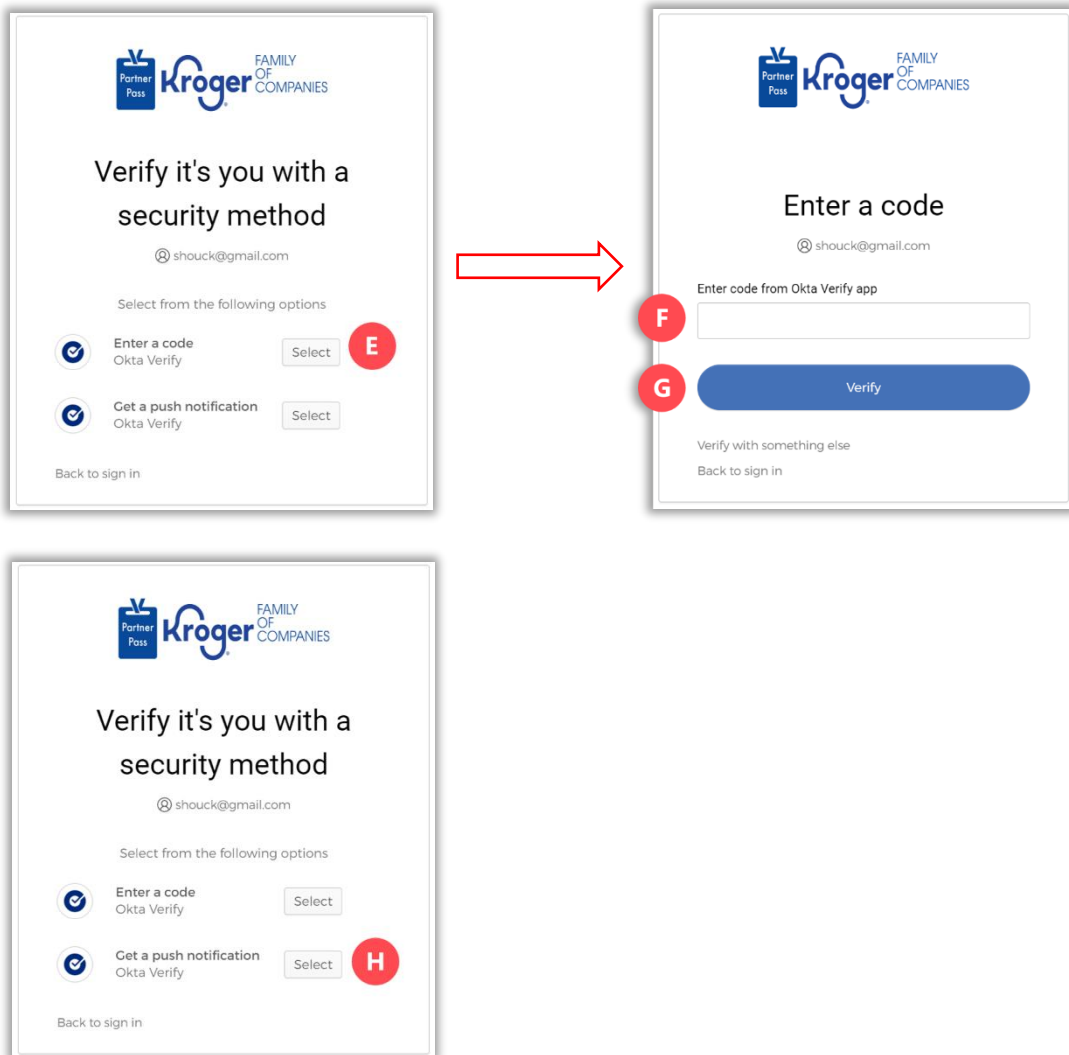 Partner
Pass
Kroger
FAMILY
OF
COMPANIES
Verify it's you with a
security method
shouck@gmail.com
Select from the following options
Enter a code
Okta Verify
Select
E
Get a push notification
Okta Verify
Select
Back to sign in
Partner
Pass
Kroger
FAMILY
OF
COMPANIES
Enter a code
shouck@gmail.com
Enter code from Okta Verify app
F
G
Verify
Verify with something else
Back to sign in
Partner
Pass
Kroger
FAMILY
OF
COMPANIES
Verify it's you with a
security method
shouck@gmail.com
Select from the following options
Enter a code
Okta Verify
Select
Get a push notification
Okta Verify
Select
H
Back to sign in